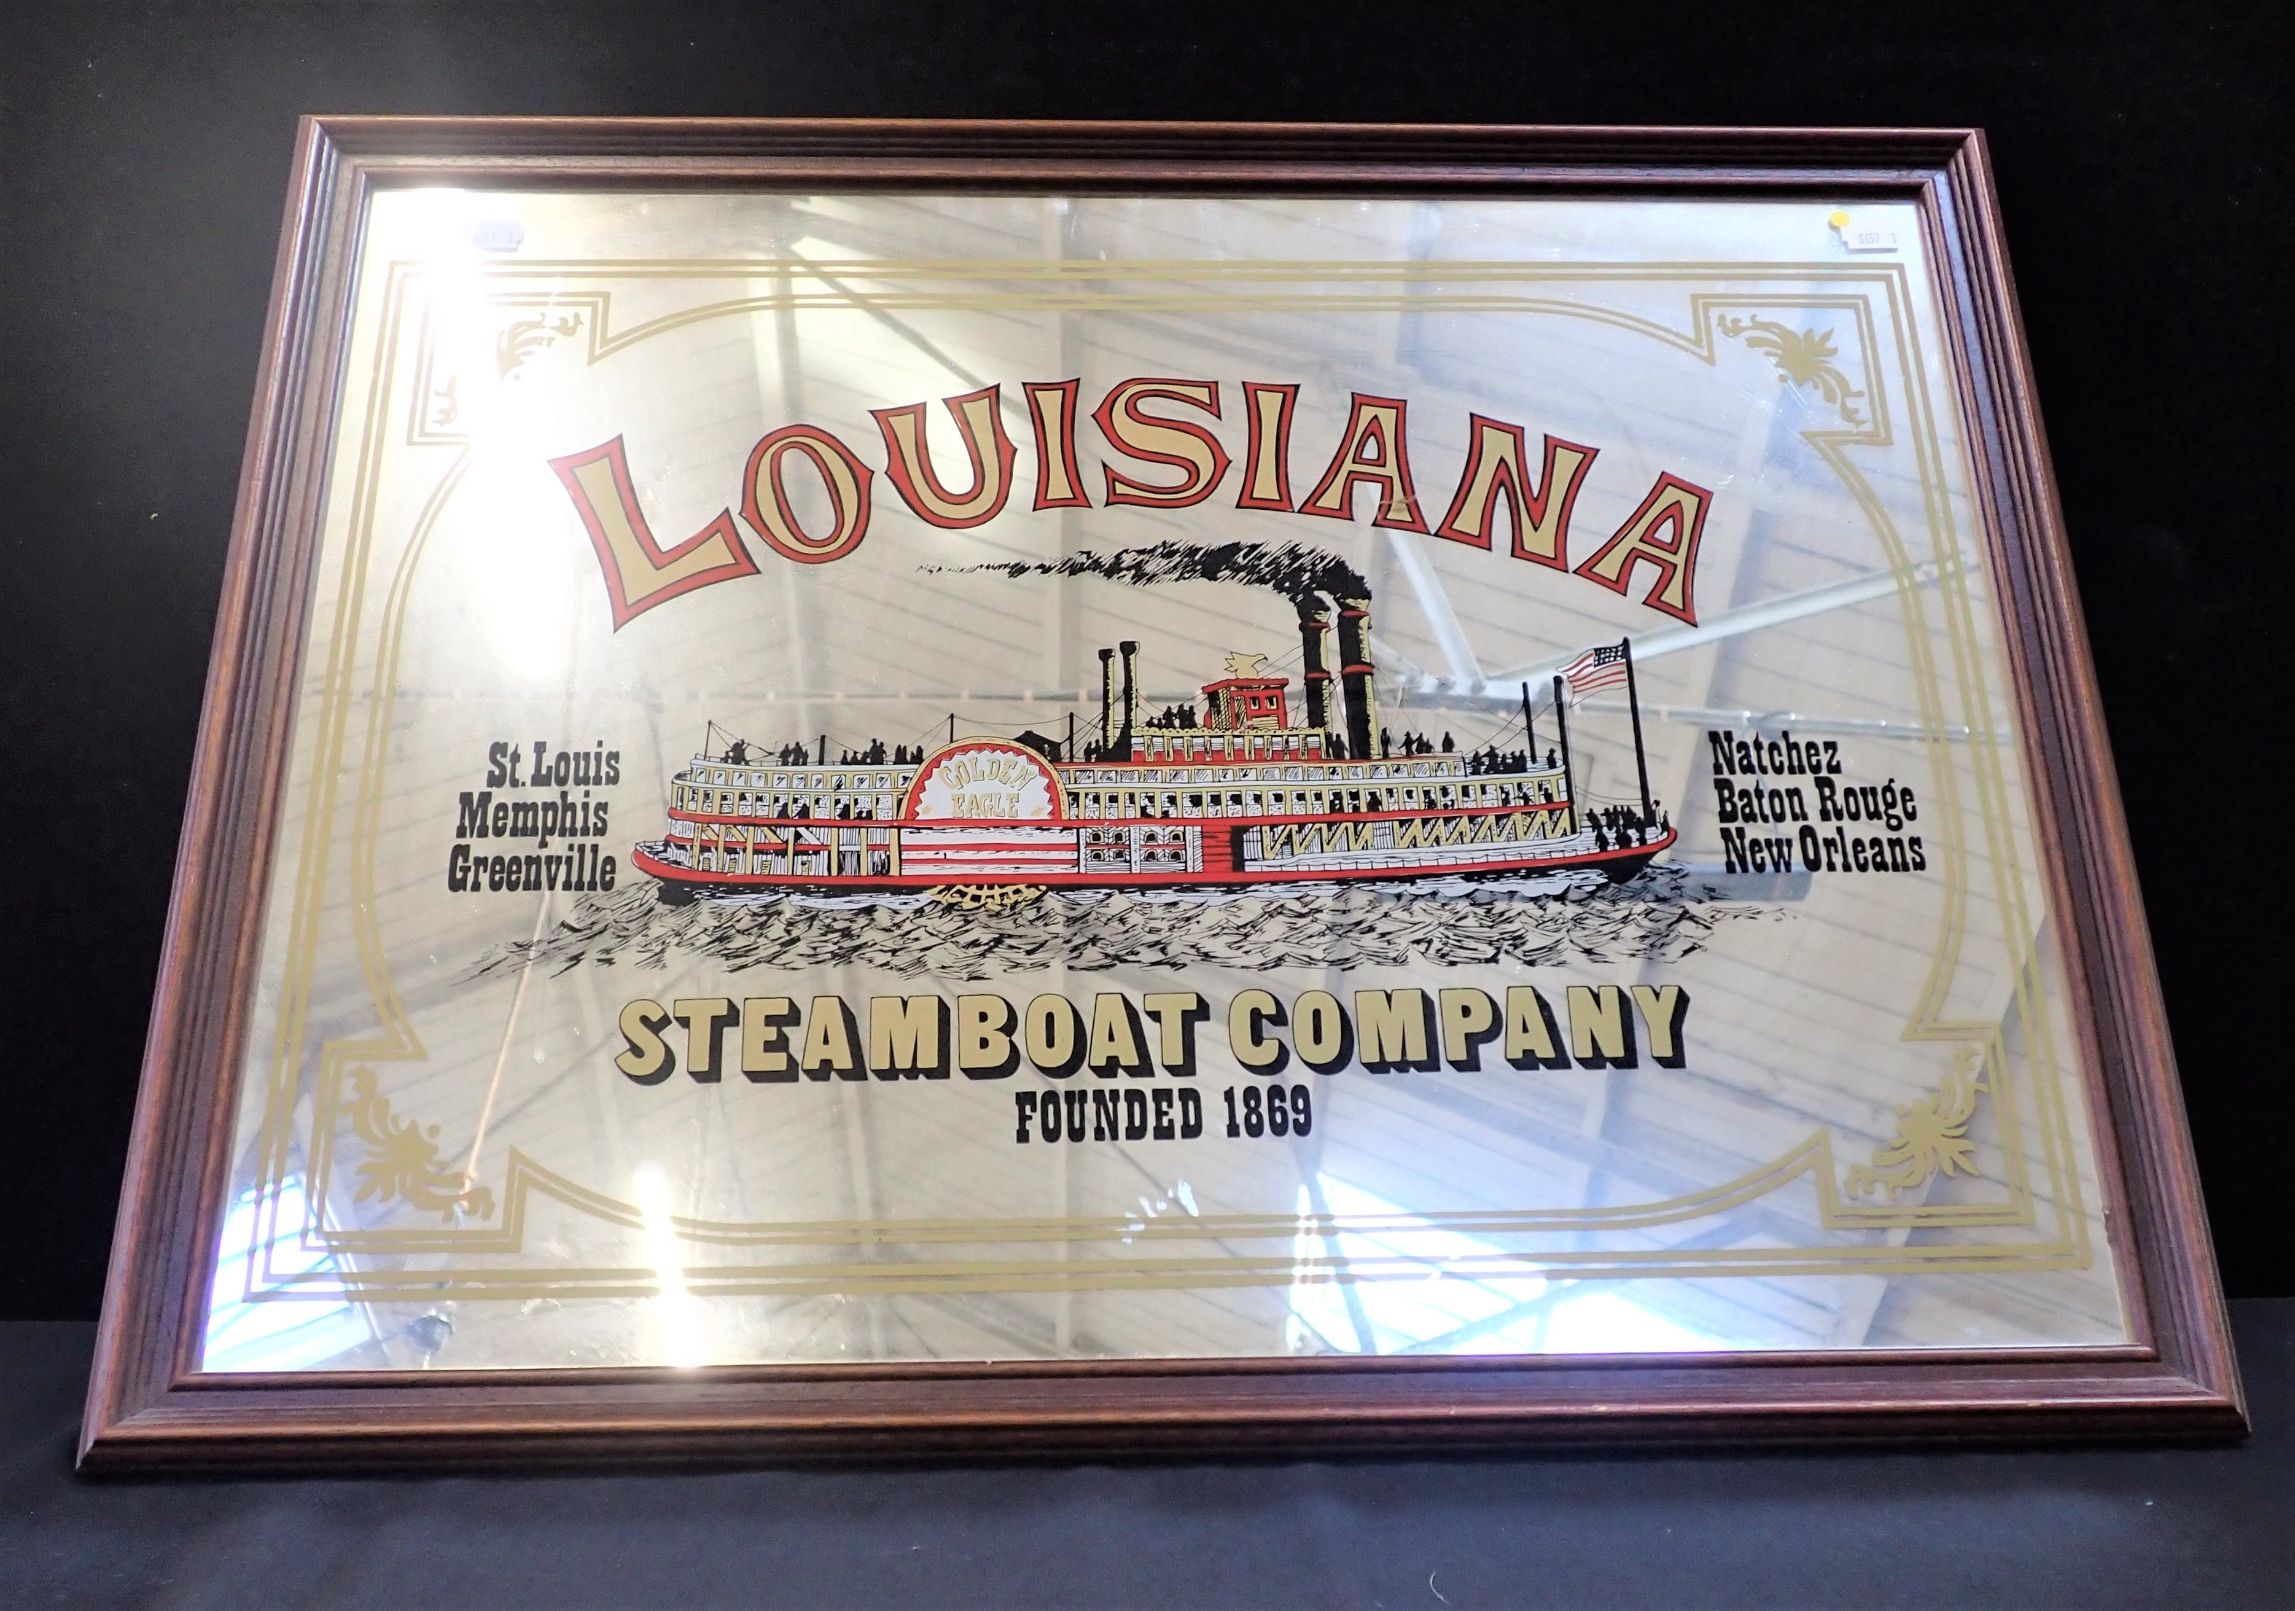 LOUISIANA
GOLDEN
EAGLE
St. Louis
Memphis
Greenville
Natchez
Baton Rouge
New Orleans
STEAMBOAT COMPANY
FOUNDED 1869